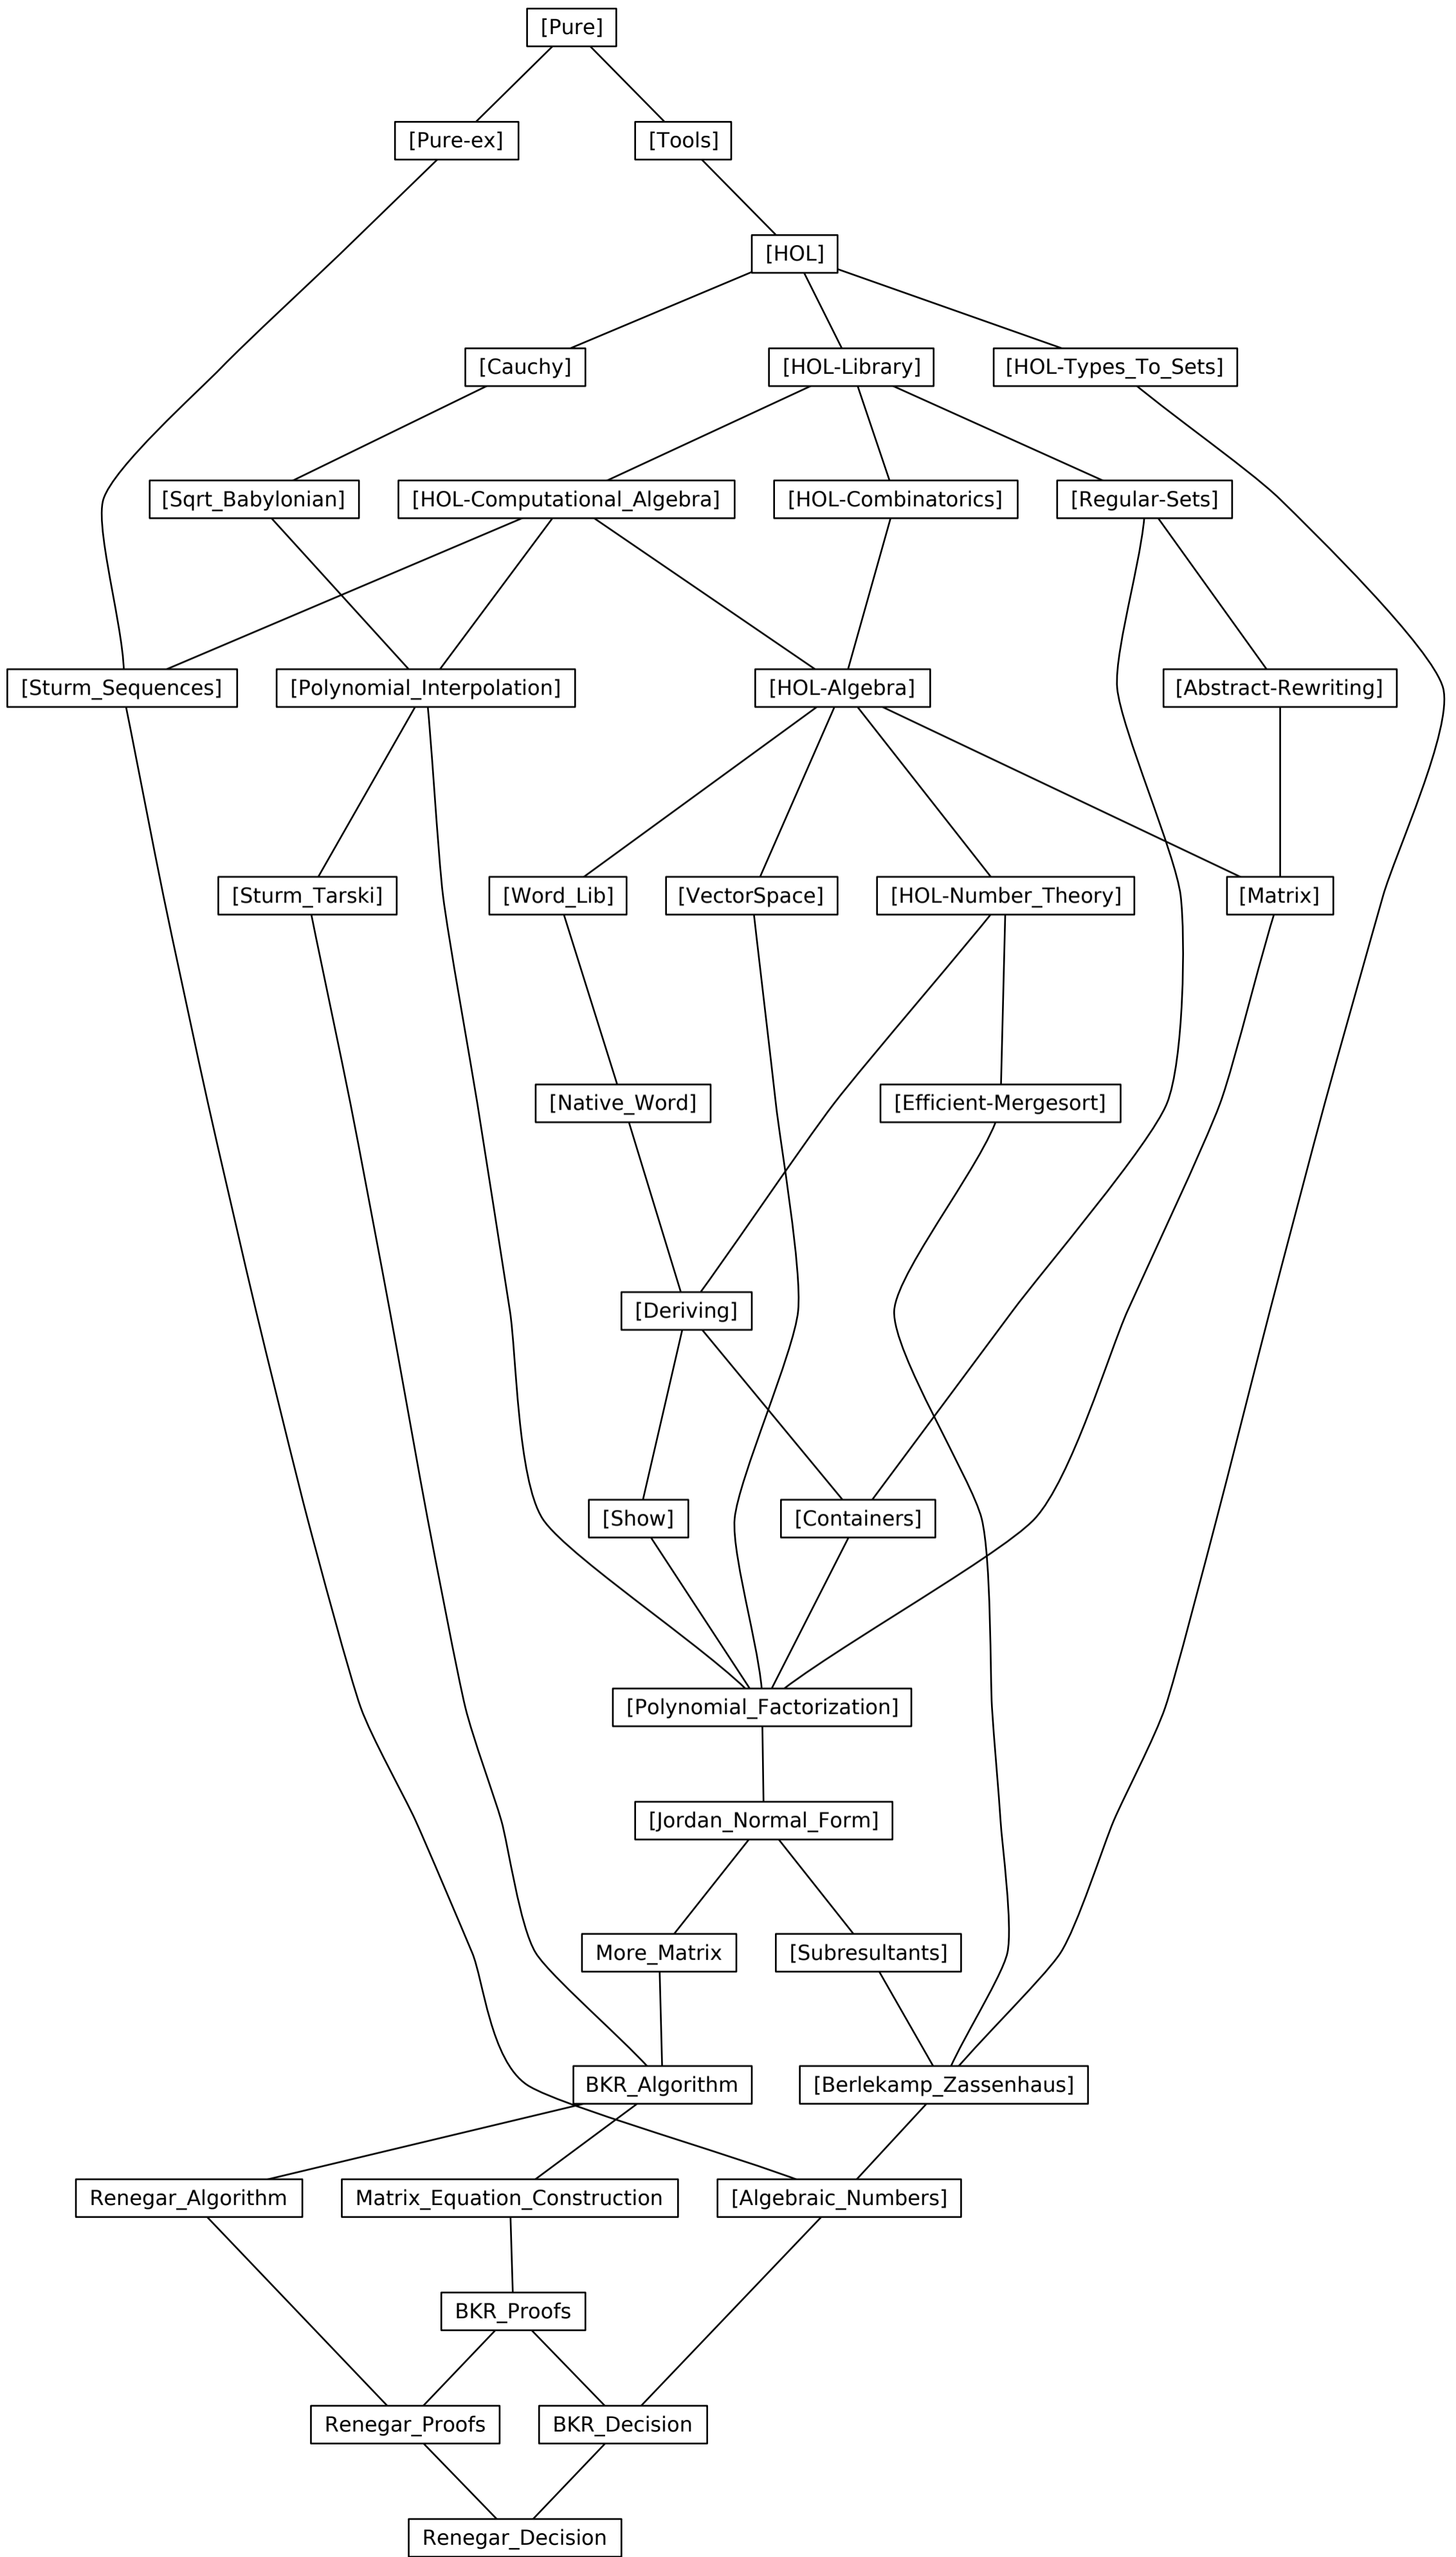 [Pure]
[Pure-ex]
[Tools]
[HOL]
[Cauchy]
[HOL-Library]
[HOL-Types_To_Sets]
[Sqrt_Babylonian]
[HOL-Computational_Algebra]
[HOL-Combinatorics]
[Regular-Sets]
[Sturm_Sequences]
[Polynomial_Interpolation]
[HOL-Algebra]
[Abstract-Rewriting]
[Sturm_Tarski]
[Word_Lib]
[VectorSpace]
[HOL-Number_Theory]
[Matrix]
[Native_Word]
[Efficient-Mergesort]
[Deriving]
[Show]
[Containers]
[Polynomial_Factorization]
[Jordan_Normal_Form]
More_Matrix
[Subresultants]
BKR_Algorithm
[Berlekamp_Zassenhaus]
Renegar_Algorithm
Matrix_Equation_Construction
[Algebraic_Numbers]
BKR_Proofs
Renegar_Proofs
BKR_Decision
Renegar_Decision